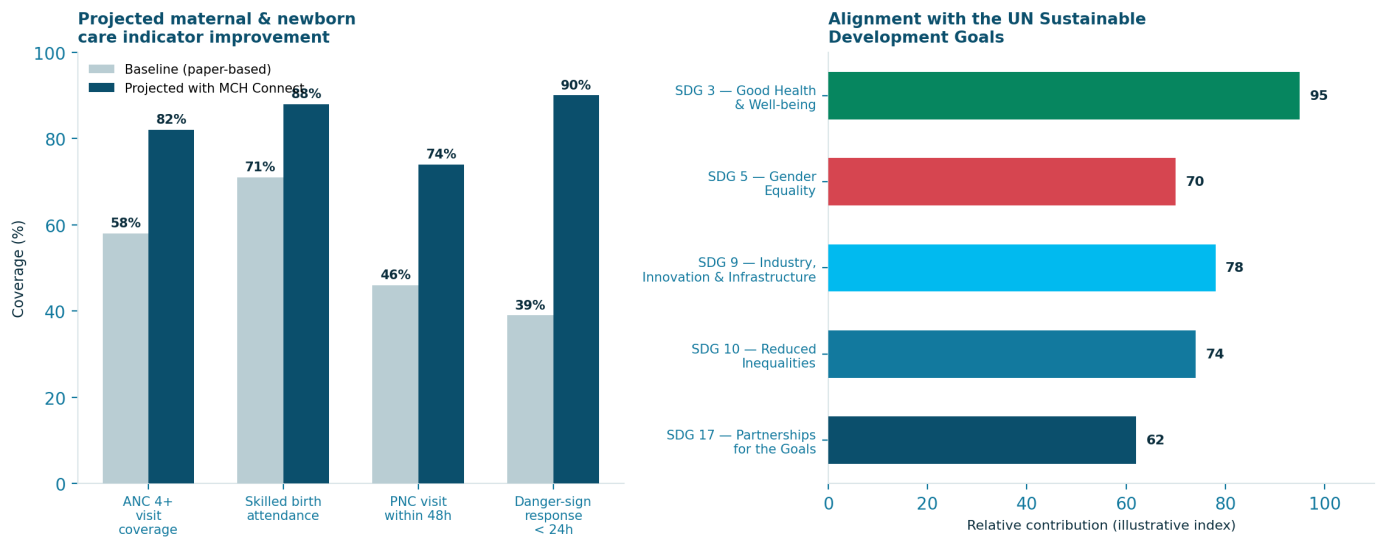 Projected maternal & newborn
care indicator improvement
Baseline (paper-based)
Projected with MCH Connect
Coverage (%)
100
80
60
40
20
0
58%
82%
71%
88%
46%
74%
39%
90%
ANC 4+
visit
coverage
Skilled birth
attendance
PNC visit
within 48h
Danger-sign
response
< 24h
Alignment with the UN Sustainable
Development Goals
SDG 3 — Good Health
& Well-being
95
SDG 5 — Gender
Equality
70
SDG 9 — Industry,
Innovation & Infrastructure
78
SDG 10 — Reduced
Inequalities
74
SDG 17 — Partnerships
for the Goals
62
0
20
40
60
80
100
Relative contribution (illustrative index)